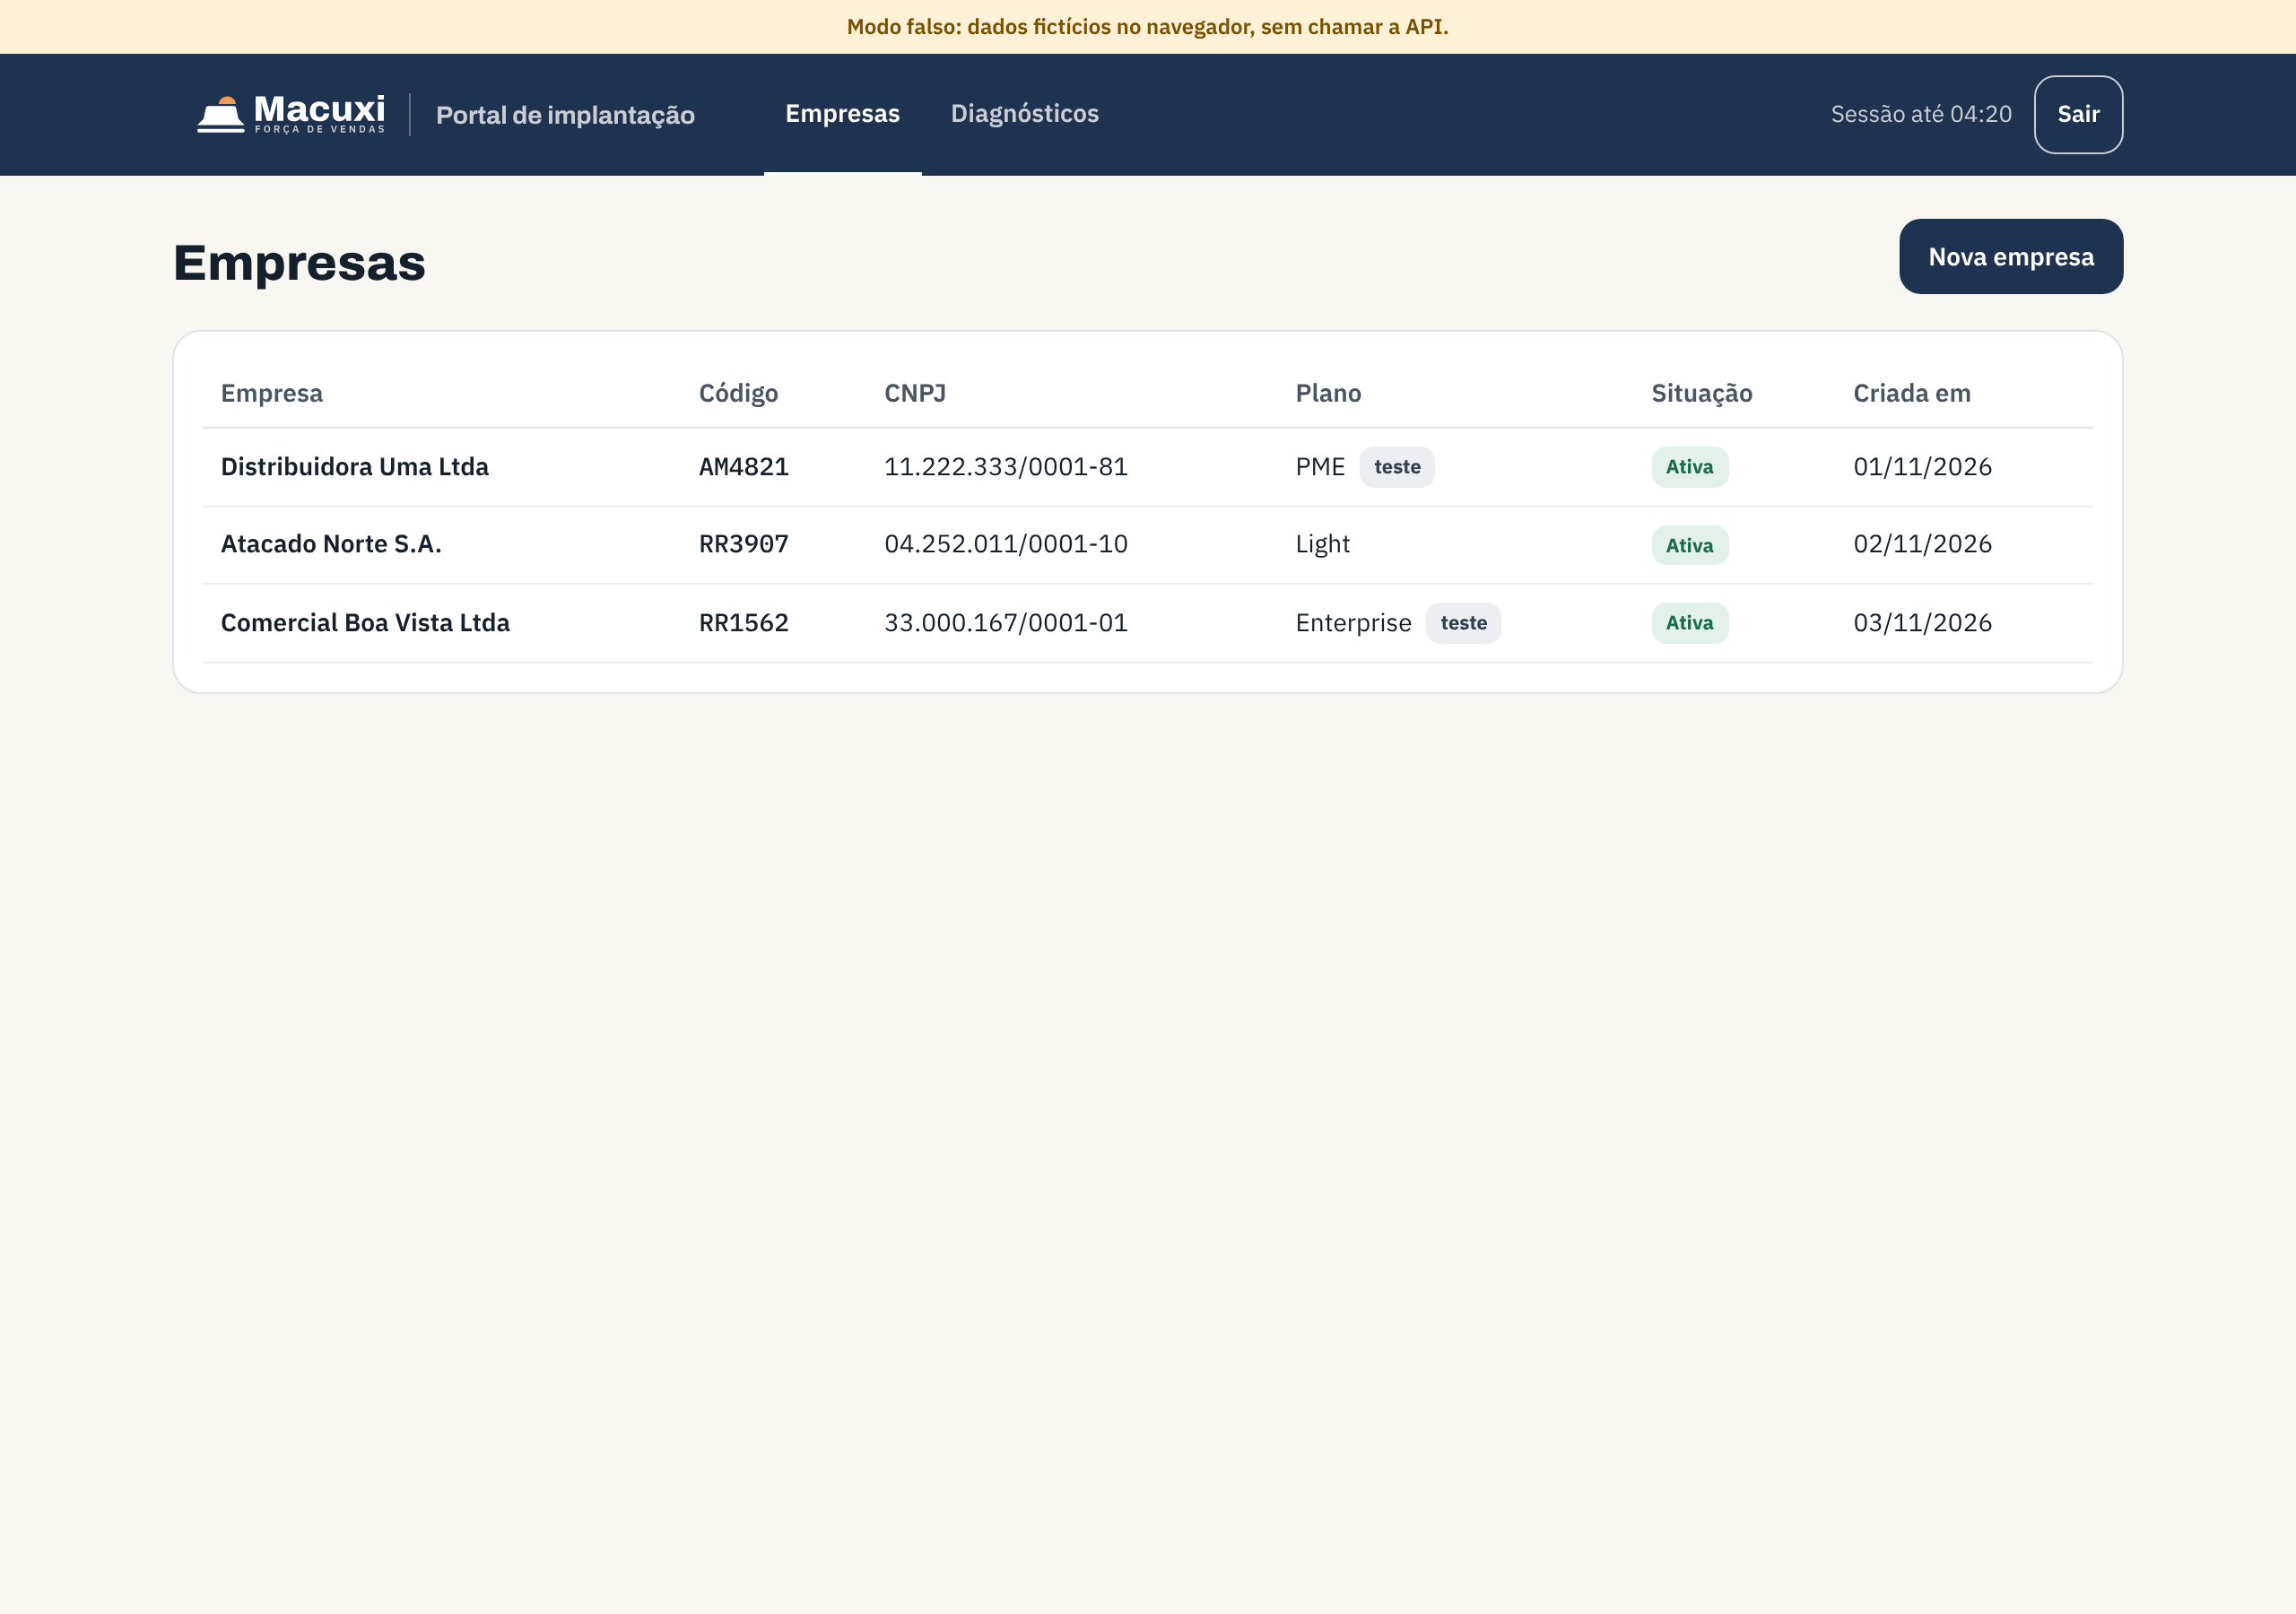 Modo falso: dados fictícios no navegador, sem chamar a API.
Macuxi
FORÇA DE VENDAS
Portal de implantação
Empresas
Diagnósticos
Sessão até 04:20
Sair
Empresas
Nova empresa
Empresa Código CNPJ Plano Situação Criada em
Distribuidora Uma Ltda AM4821 11.222.333/0001-81 PME teste Ativa 01/11/2026
Atacado Norte S.A. RR3907 04.252.011/0001-10 Light Ativa 02/11/2026
Comercial Boa Vista Ltda RR1562 33.000.167/0001-01 Enterprise teste Ativa 03/11/2026